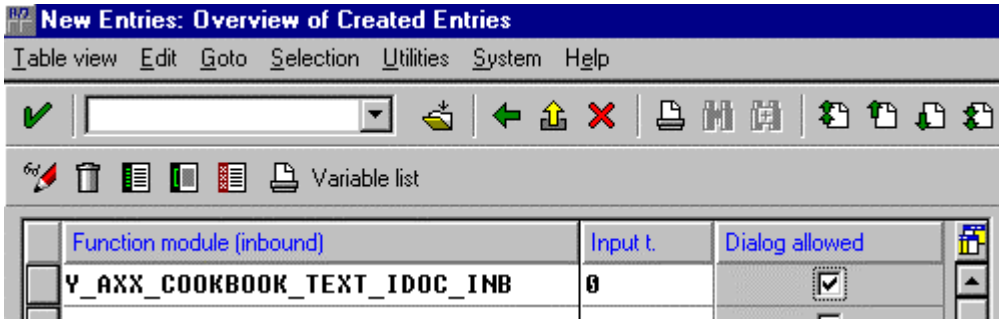 New Entries: Overview of Created Entries
Table view Edit Goto Selection Utilities System Help
Variable list
Function module (inbound) Input t. Dialog allowed
Y_AXX_COOKBOOK_TEXT_IDOC_INB 0